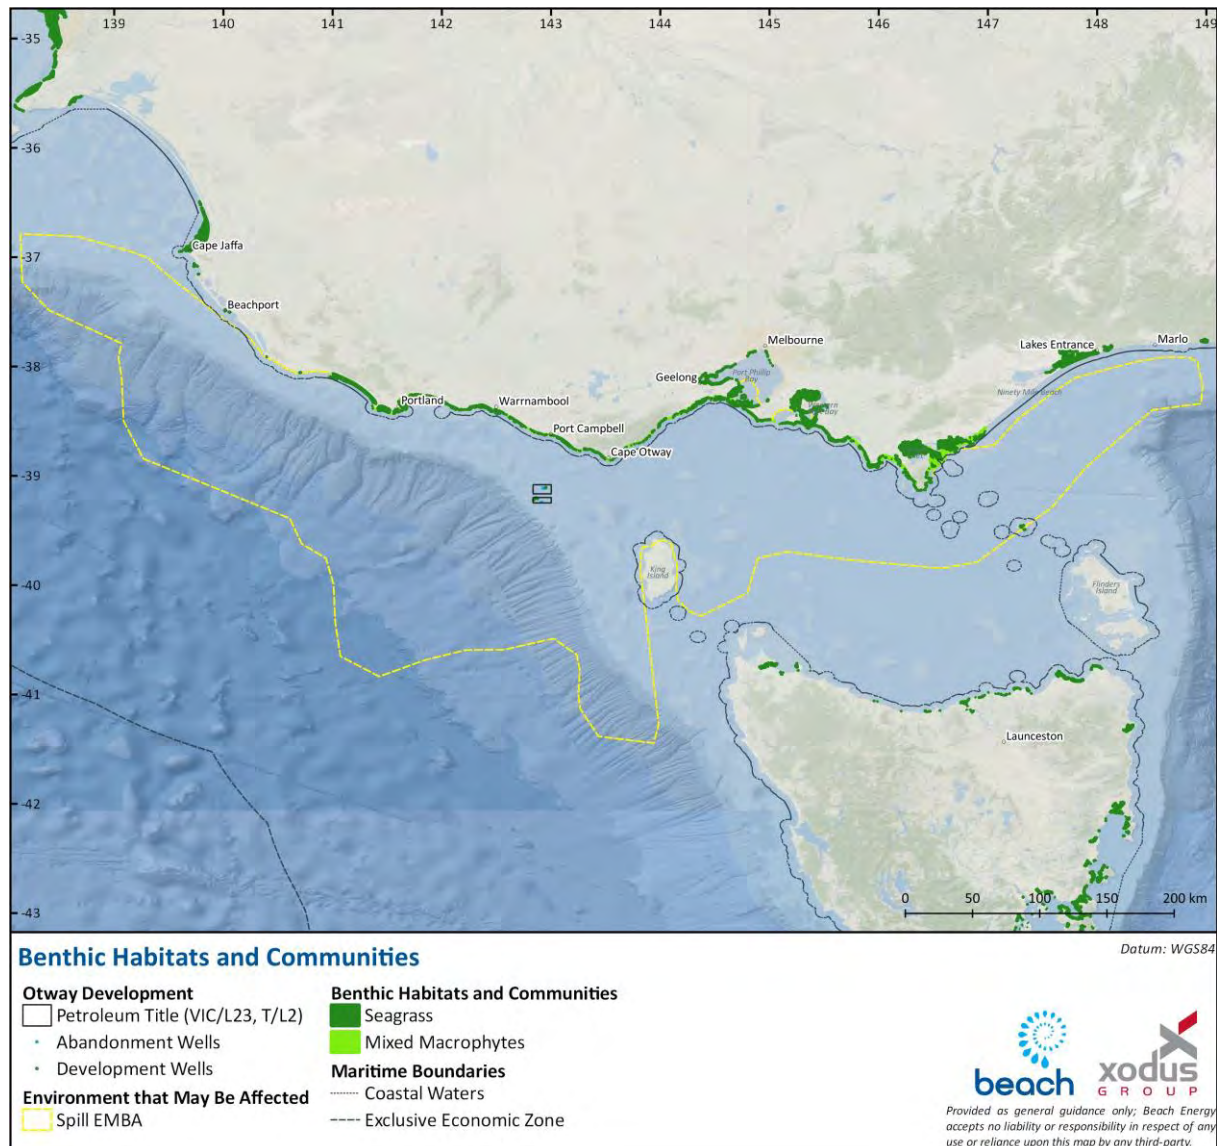 139 140 141 142 143 144 145 146 147 148 149
-35
-36
-37
Cape Jaffa
Beachport
Melbourne
Lakes Entrance
Marlo
-38
Geelong
Port Phillip
Bay
Ninety Mile Beach
Portland
Warrnambool
Port Campbell
Cape Otway
-39
-40
King
Island
Flinders
Island
-41
Launceston
-42
0 50 100 150 200 km
-43
Benthic Habitats and Communities
Datum: WGS84
Otway Development
Petroleum Title (VIC/L23, T/L2)
Abandonment Wells
Development Wells
Environment that May Be Affected
Spill EMBA
Benthic Habitats and Communities
Seagrass
Mixed Macrophytes
Maritime Boundaries
Coastal Waters
Exclusive Economic Zone
beach
xodus
GROUP
Provided as general guidance only; Beach Energy
accepts no liability or responsibility in respect of any
use or reliance upon this map by any third-party.